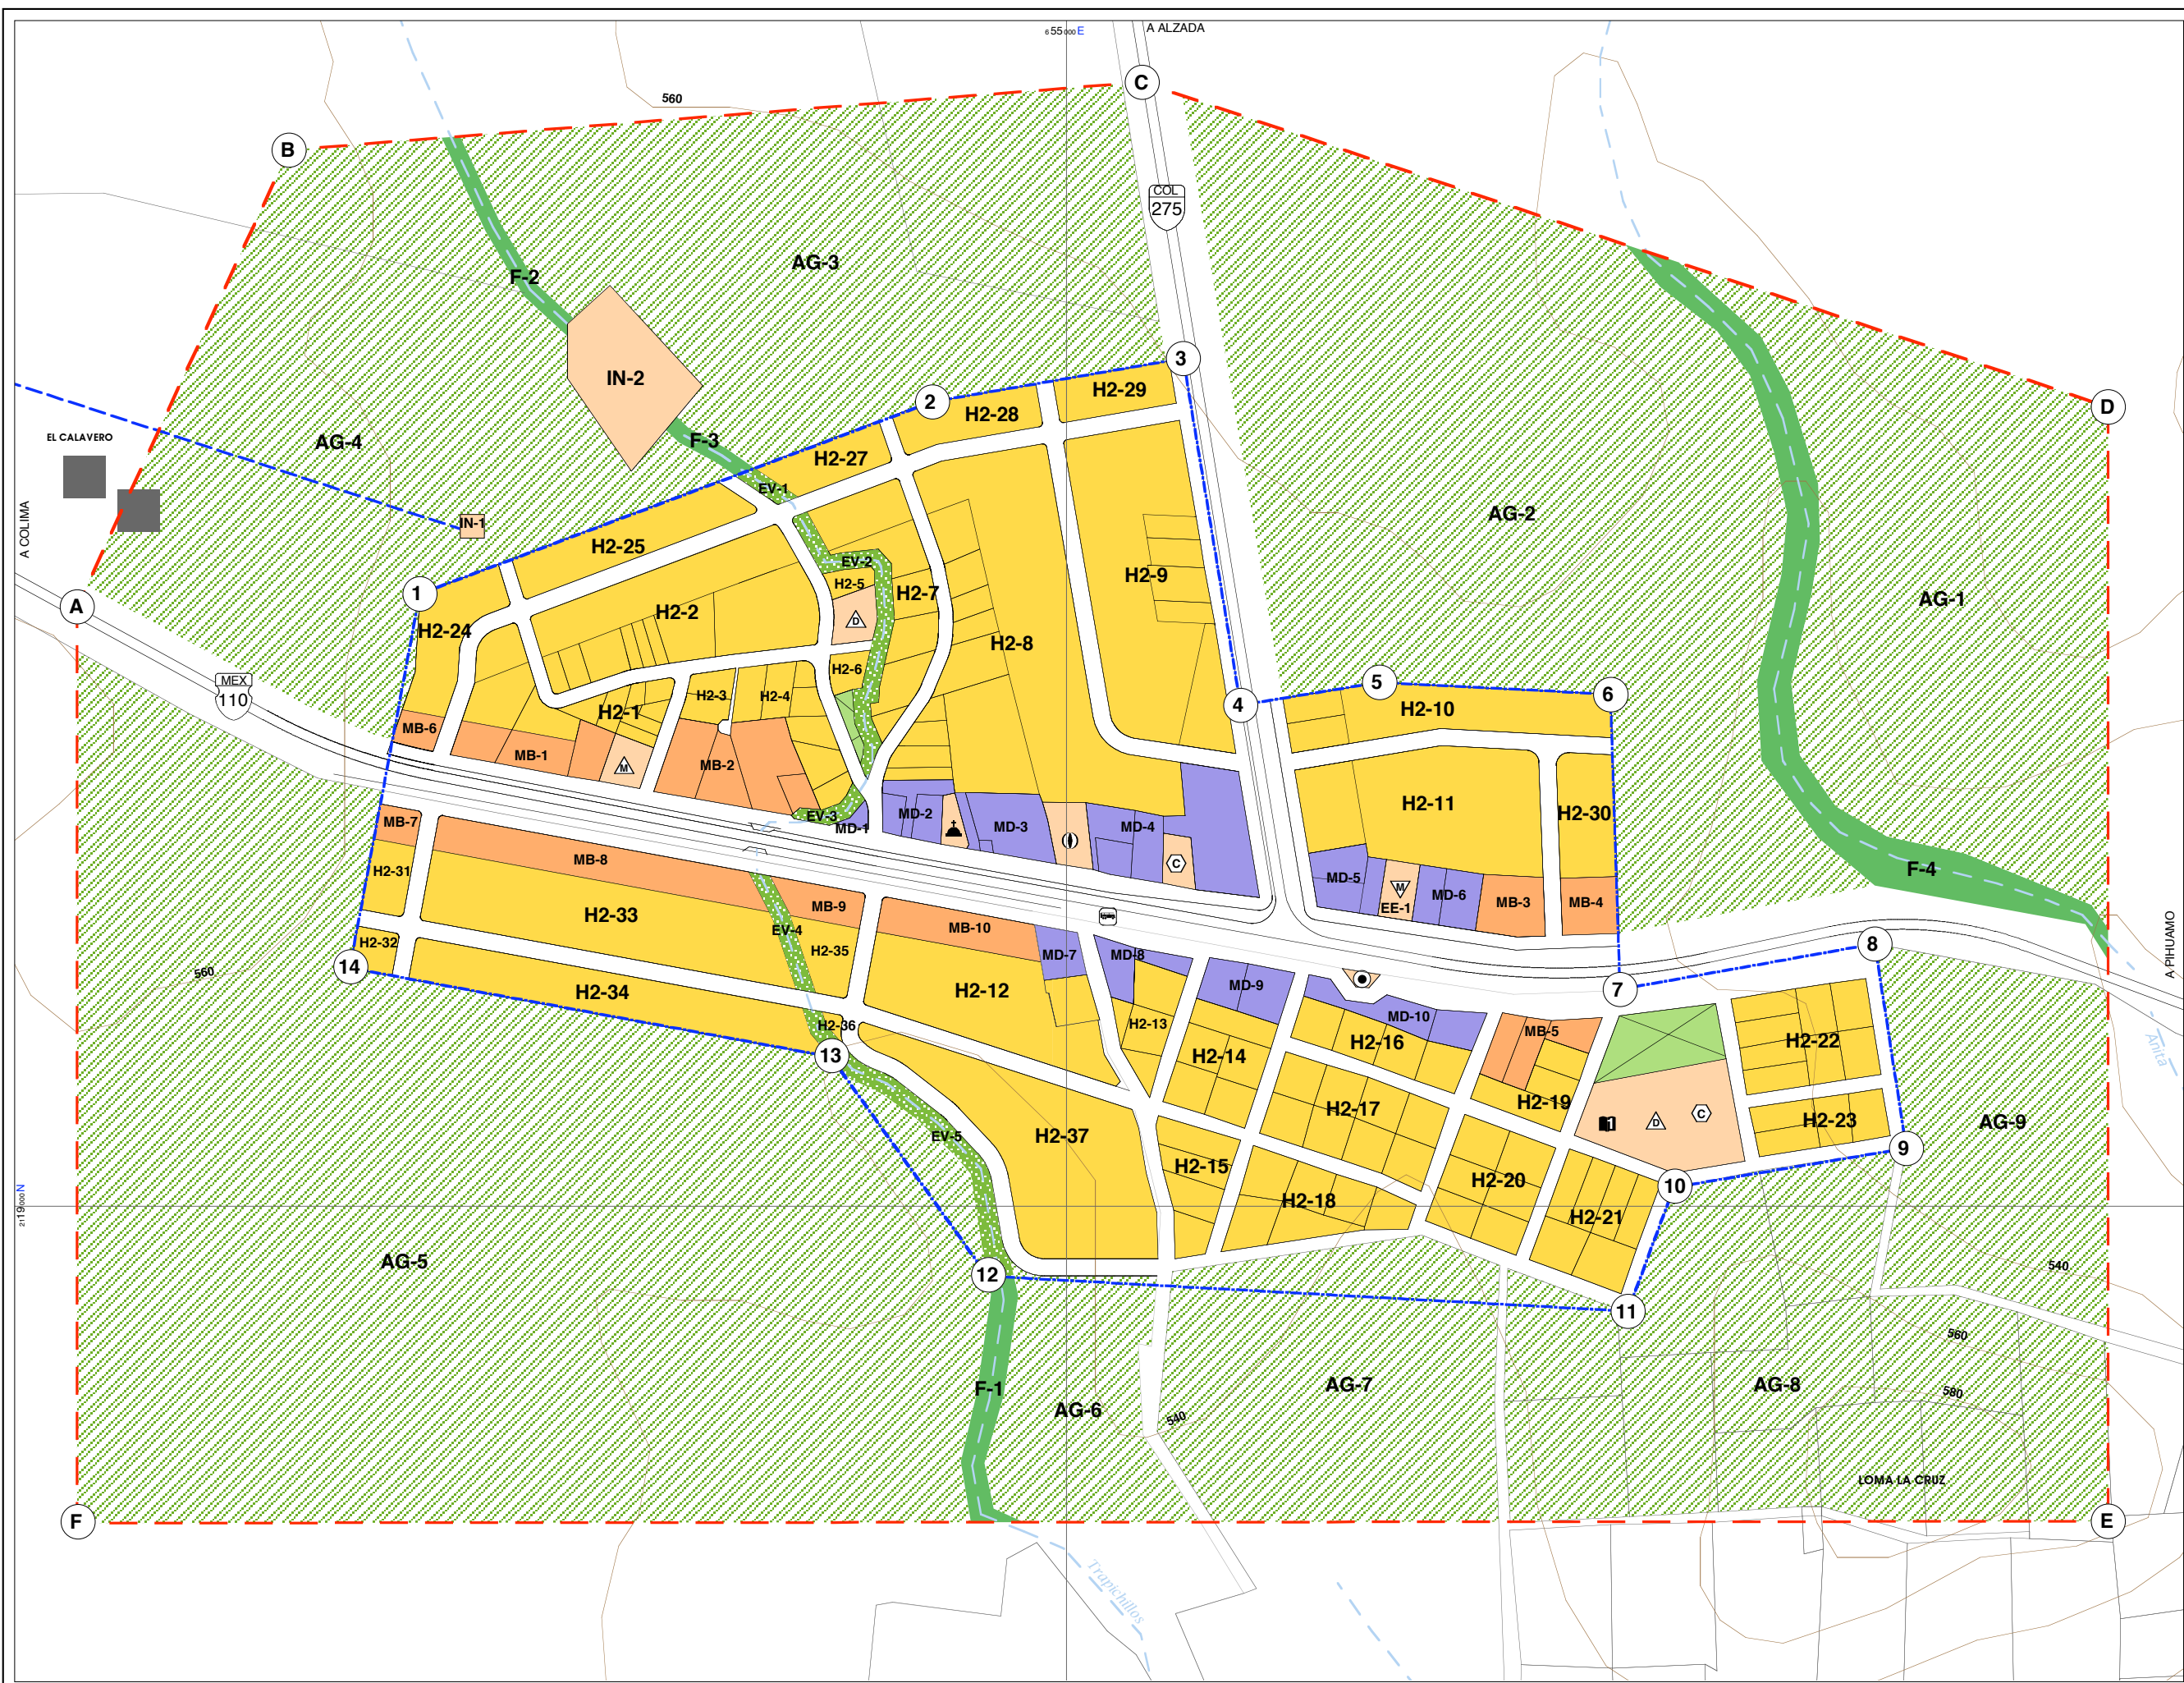 A ALZADA
655000E
C
560
B
COL
275
AG-3
F-2
3
IN-2
H2-29
2
H2-28
D
EL CALAVERO
AG-4
F-3
H2-27
EV-1
AG-2
IN-1
A COLIMA
H2-25
EV-2
H2-9
H2-5
H2-7
1
AG-1
A
H2-2
D
H2-24
H2-8
H2-6
MEX
110
H2-3
H2-4
5
6
4
H2-10
H2-1
MB-6
MB-1
M
MB-2
H2-11
H2-30
MB-7
EV-3
MD-1
MD-2
MD-3
MD-4
C
MB-8
H2-31
F-4
MD-5
M
EE-1
MD-6
MB-3
MB-4
MB-9
H2-33
EV-4
MB-10
A PIHUAMO
H2-32
H2-35
8
14
560
MD-7
MD-8
H2-34
H2-12
MD-9
7
H2-36
H2-13
MD-10
MB-5
H2-16
H2-22
13
H2-14
Anita
H2-19
H2-17
D
C
H2-23
AG-9
EV-5
H2-37
9
H2-15
H2-20
10
2119000N
H2-18
H2-21
AG-5
12
540
11
560
F-1
AG-7
AG-8
580
AG-6
540
LOMA LA CRUZ
F
E
Trapichillos